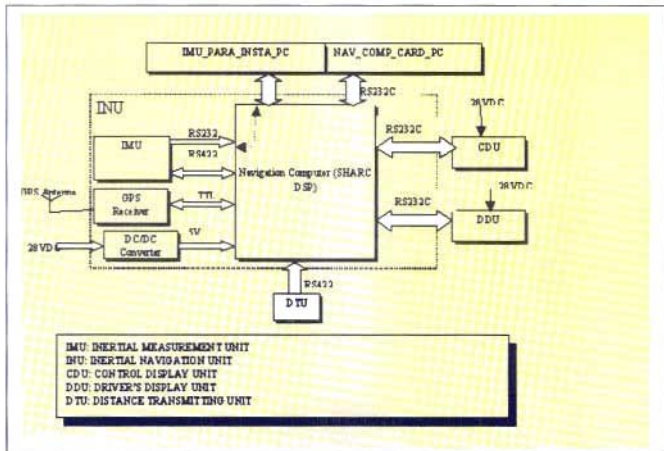 IMU_PARA_INSTA_PC NAV_COMP_CARD_PC
RS232C
INU
28VDC
RS232
RS232C
IMU
RS422
CDU
Navigation Computer (SHARC DSP)
GPS Antenna
GPS Receiver
TTL
RS232C
28VDC
DDU
28VDC
DC/DC Converter
5V
RS422
DTU
IMU: INERTIAL MEASUREMENT UNIT
INU: INERTIAL NAVIGATION UNIT
CDU: CONTROL DISPLAY UNIT
DDU: DRIVER'S DISPLAY UNIT
DTU: DISTANCE TRANSMITTING UNIT